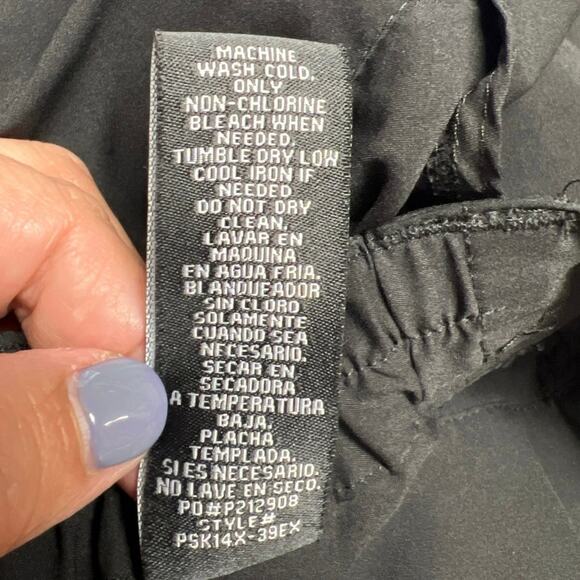 MACHINE
WASH COLD.
ONLY
NON-CHLORINE
BLEACH WHEN
NEEDED.
TUMBLE DRY LOW
COOL IRON IF
NEEDED
DO NOT DRY
CLEAN.
LAVAR EN
MAQUINA
EN AGUA FRIA.
BLANQUEADOR
SIN CLORO
SOLAMENTE
CUANDO SEA
NECESARIO.
SECAR EN
SECADORA
A TEMPERATURA
BAJA.
PLACHA
TEMPLADA.
SI ES NECESARIO.
NO LAVE EN SECO.
PO#P212908
STYLE#
PSK14X-39EX